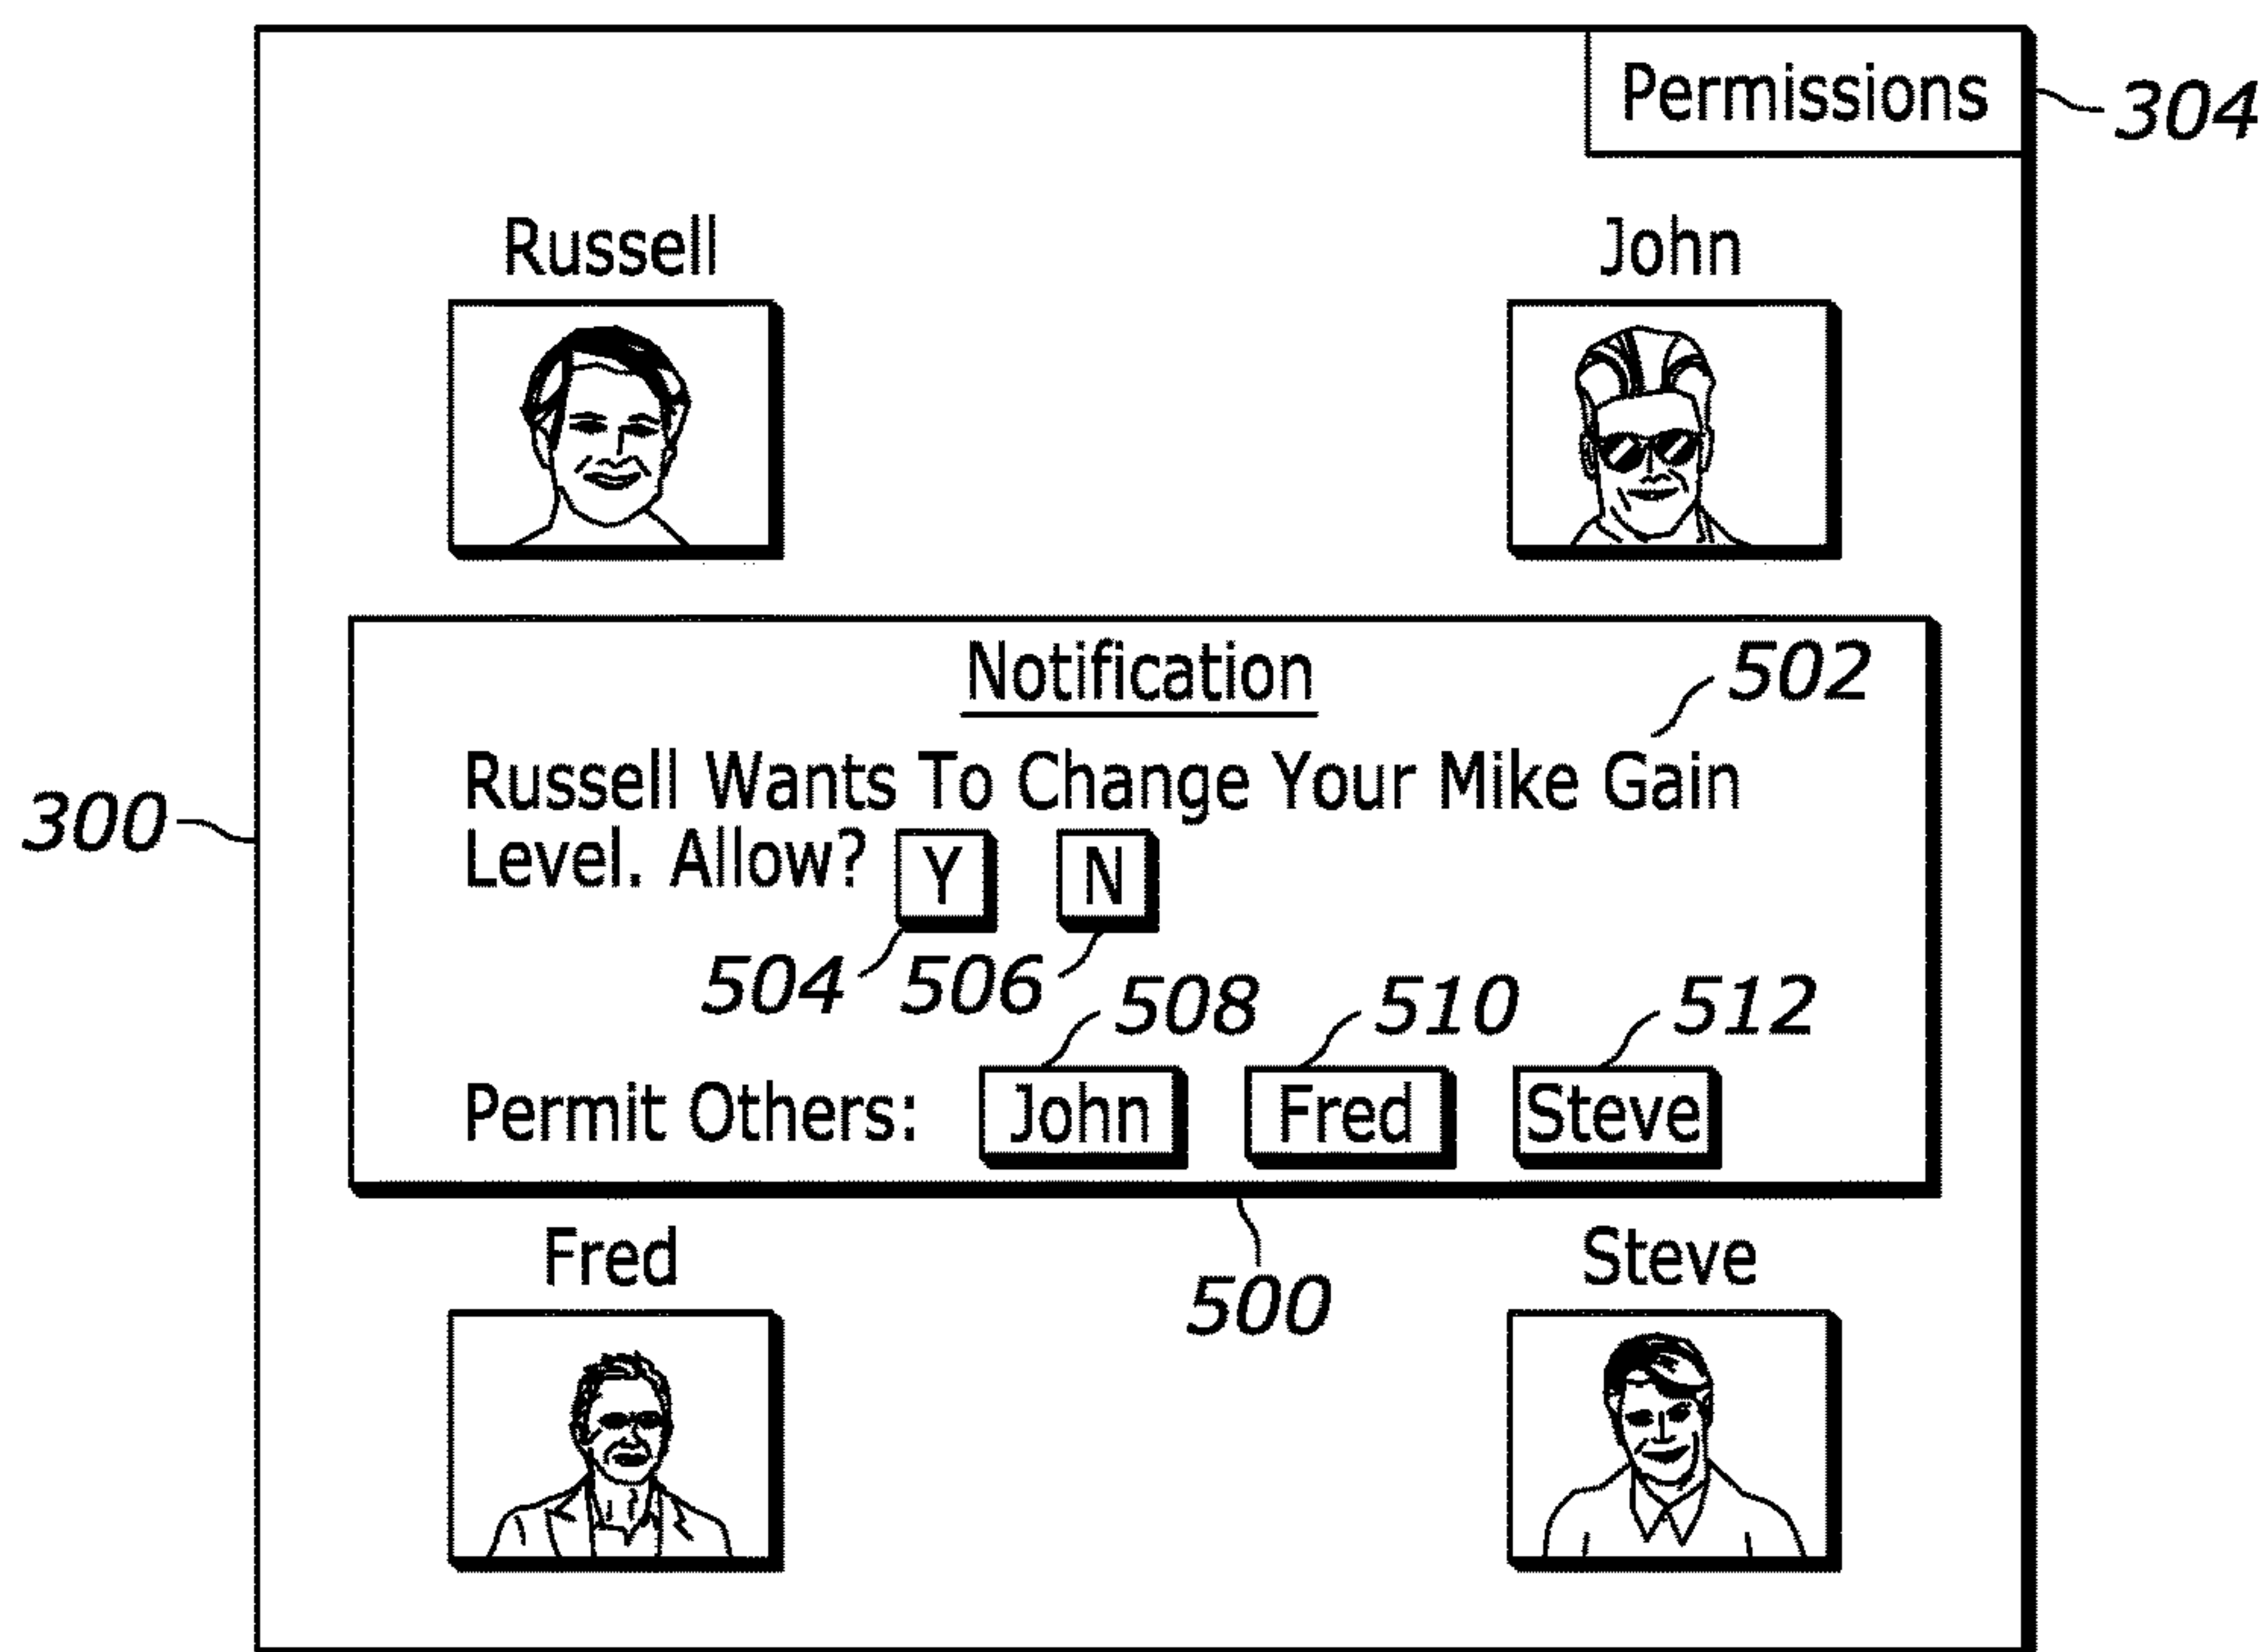 Permissions
304
Russell
John
Notification
502
Russell Wants To Change Your Mike Gain
300
Level. Allow? Y N
504 506 508 510 512
Permit Others: John Fred Steve
Fred
Steve
500